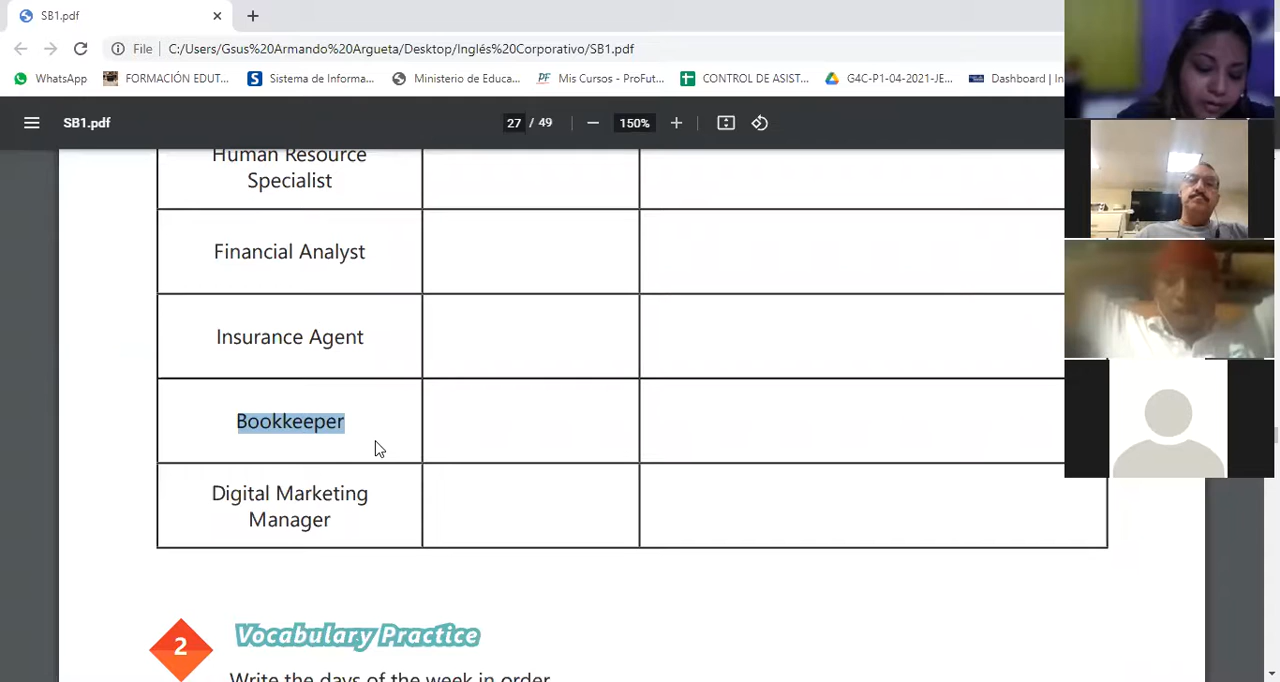 SB1.pdf
File C:/Users/Gsus%20Armando%20Argueta/Desktop/Inglés%20Corporativo/SB1.pdf
WhatsApp FORMACIÓN EDUT... Sistema de Informa... Ministerio de Educa... PF Mis Cursos - ProFut... CONTROL DE ASIST... G4C-P1-04-2021-JE... Dashboard | In
SB1.pdf 27 / 49 150%
Human Resource
Specialist
Financial Analyst
Insurance Agent
Bookkeeper
Digital Marketing
Manager
2 Vocabulary Practice
Write the days of the week in order